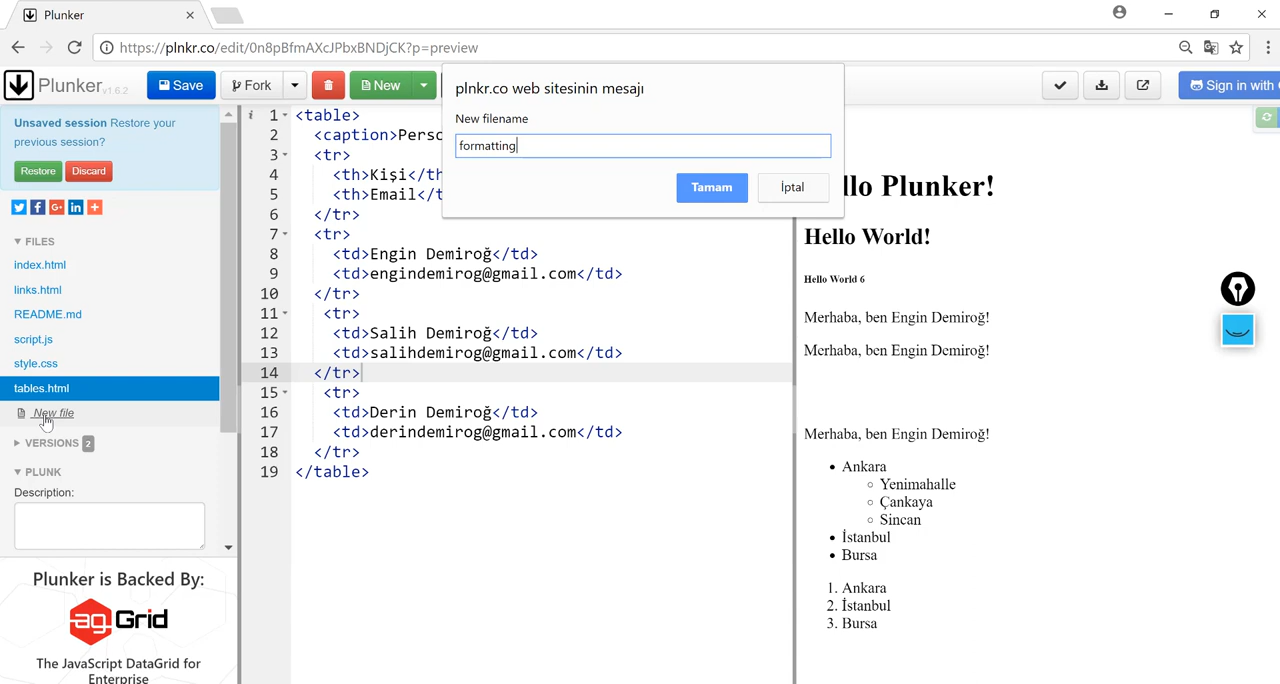 Plunker
https://plnkr.co/edit/0n8pBfmAXcJPbxBNDjCK?p=preview
Plunker v1.6.2
Save
Fork
New
Sign in with
plnkr.co web sitesinin mesajı
New filename
formatting
Tamam
İptal
Unsaved session Restore your
previous session?
Restore
Discard
FILES
index.html
links.html
README.md
script.js
style.css
tables.html
New file
VERSIONS 2
PLUNK
Description:
Plunker is Backed By:
ag Grid
The JavaScript DataGrid for
Enterprise
1 <table>
2 <caption>Perso
3 <tr>
4 <th>Kişi</th
5 <th>Email</t
6 </tr>
7 <tr>
8 <td>Engin Demiroğ</td>
9 <td>engindemirog@gmail.com</td>
10 </tr>
11 <tr>
12 <td>Salih Demiroğ</td>
13 <td>salihdemirog@gmail.com</td>
14 </tr>
15 <tr>
16 <td>Derin Demiroğ</td>
17 <td>derindemirog@gmail.com</td>
18 </tr>
19 </table>
llo Plunker!
Hello World!
Hello World 6
Merhaba, ben Engin Demiroğ!
Merhaba, ben Engin Demiroğ!
Merhaba, ben Engin Demiroğ!
Ankara
Yenimahalle
Çankaya
Sincan
İstanbul
Bursa
1. Ankara
2. İstanbul
3. Bursa